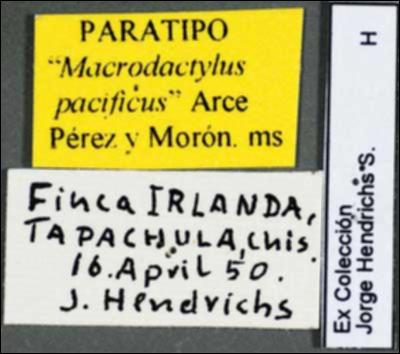 PARATIPO
"Macrodactylus
pacificus" Arce
Pérez y Morón. ms
Finca IRLANDA,
TAPACHULA, Chis.
16. April 50.
J. Hendrichs
H
Ex Colección
Jorge Hendrichs S.